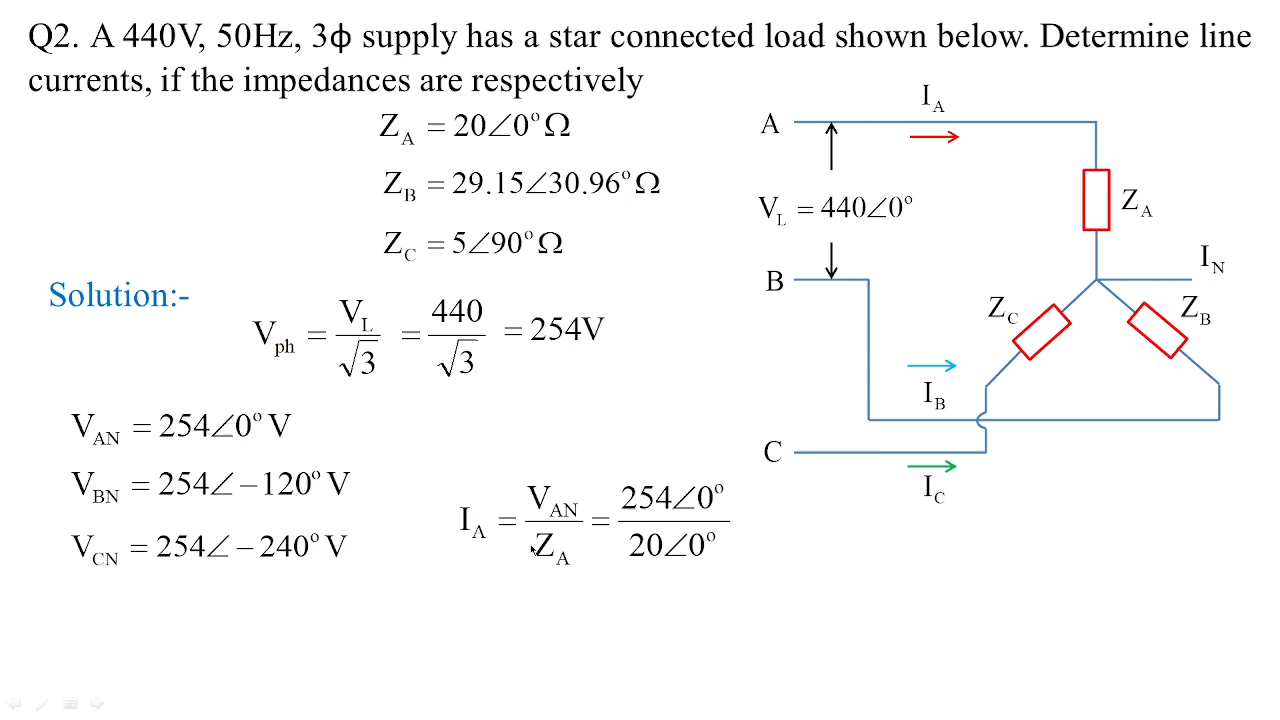 Q2. A 440V, 50Hz, 3ϕ supply has a star connected load shown below. Determine line
currents, if the impedances are respectively
Z_A = 20∠0° Ω
Z_B = 29.15∠30.96° Ω
Z_C = 5∠90° Ω
Solution:-
V_ph = V_L/√3 = 440/√3 = 254V
V_AN = 254∠0° V
V_BN = 254∠−120° V
V_CN = 254∠−240° V
I_A = V_AN/Z_A = 254∠0°/20∠0°
I_A
A
Z_A
V_L = 440∠0°
I_N
B
Z_C
Z_B
I_B
C
I_C